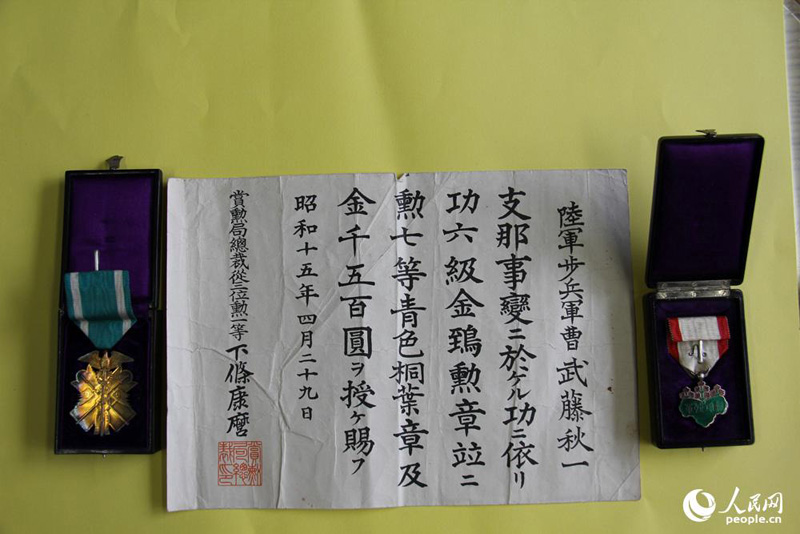 陸軍步兵軍曹武藤秋一
支那事變ニ於ケル功ニ依リ
功六級金鵄勲章竝ニ
勲七等青色桐葉章及
金千五百圓ヲ授ケ賜フ
昭和十五年四月二十九日
賞勲局總裁從三位勲一等下條康麿
人民网
people.cn